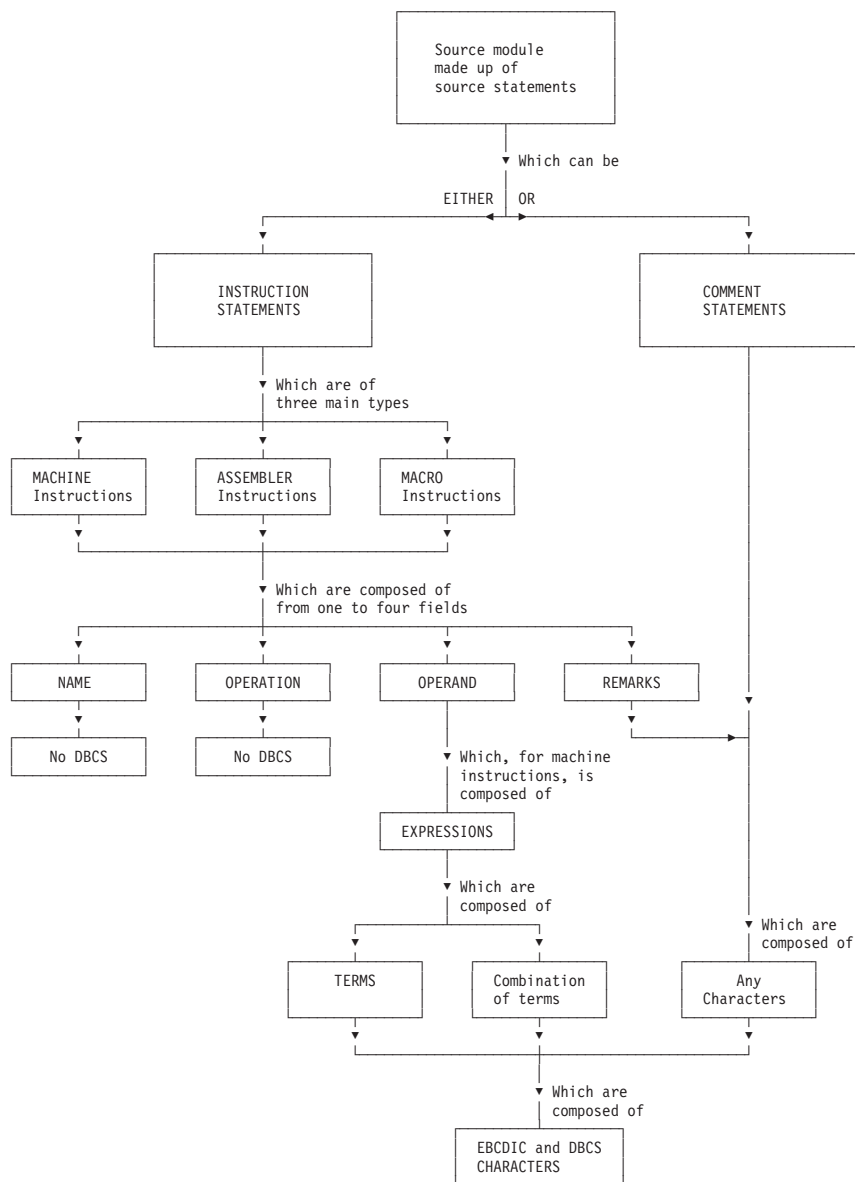 Source module
made up of
source statements
Which can be
EITHER OR
INSTRUCTION
STATEMENTS
COMMENT
STATEMENTS
Which are of
three main types
MACHINE
Instructions
ASSEMBLER
Instructions
MACRO
Instructions
Which are composed of
from one to four fields
NAME
OPERATION
OPERAND
REMARKS
No DBCS
No DBCS
Which, for machine
instructions, is
composed of
EXPRESSIONS
Which are
composed of
Which are
composed of
TERMS
Combination
of terms
Any
Characters
Which are
composed of
EBCDIC and DBCS
CHARACTERS